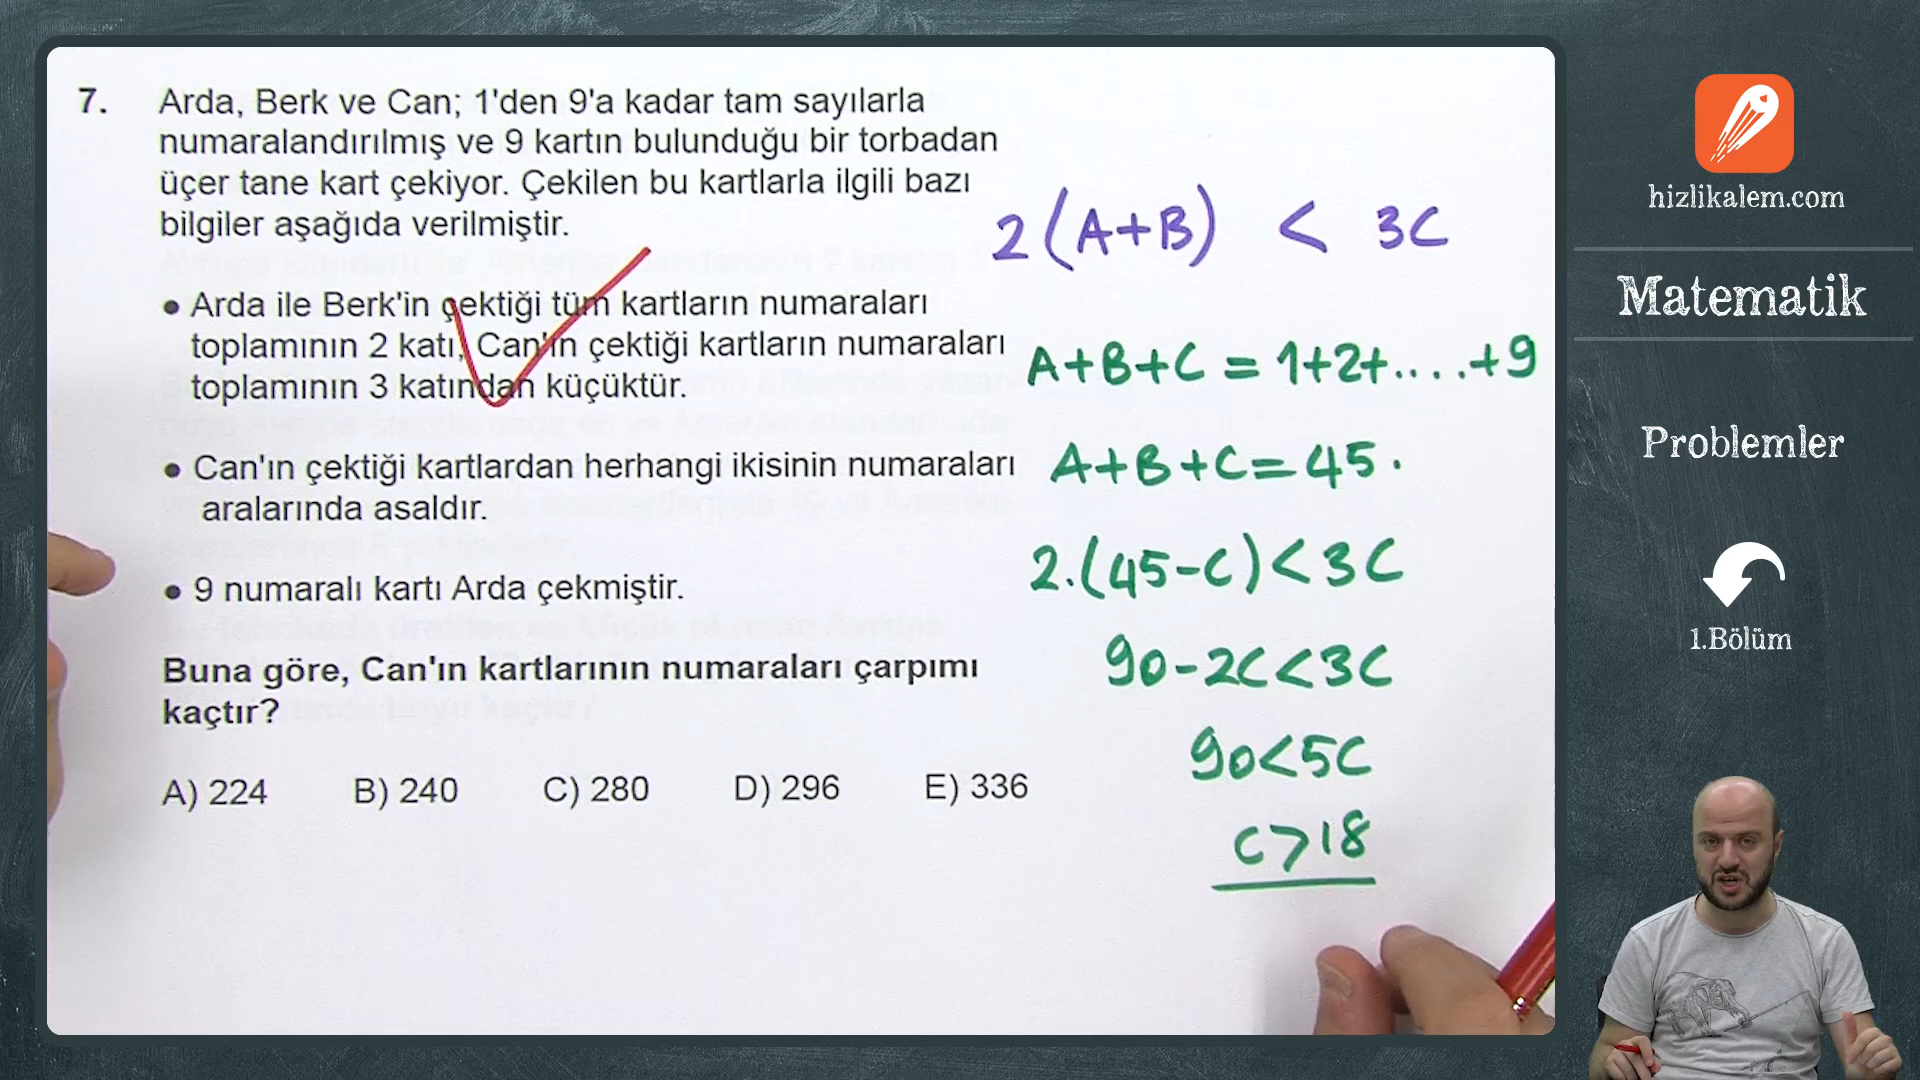 7. Arda, Berk ve Can; 1'den 9'a kadar tam sayılarla
numaralandırılmış ve 9 kartın bulunduğu bir torbadan
üçer tane kart çekiyor. Çekilen bu kartlarla ilgili bazı
bilgiler aşağıda verilmiştir.
● Arda ile Berk'in çektiği tüm kartların numaraları
toplamının 2 katı, Can'ın çektiği kartların numaraları
toplamının 3 katından küçüktür.
● Can'ın çektiği kartlardan herhangi ikisinin numaraları
aralarında asaldır.
● 9 numaralı kartı Arda çekmiştir.
Buna göre, Can'ın kartlarının numaraları çarpımı
kaçtır?
A) 224 B) 240 C) 280 D) 296 E) 336
2(A+B) < 3C
A+B+C = 1+2+....+9
A+B+C=45.
2.(45-C)<3C
90-2C<3C
90<5C
C>18
hizlikalem.com
Matematik
Problemler
1.Bölüm